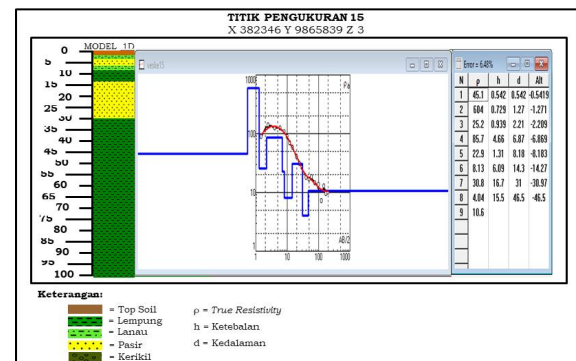 TITIK PENGUKURAN 15
X 382346 Y 9865839 Z 3
MODEL 1D
0
5
10
15
20
25
30
35
40
45
50
55
60
65
70
75
80
85
90
95
100
1000
100
10
1
Pa
AB/2
1 10 100 1000
Error = 6.48%
N ρ h d Alt
1 45.1 0.542 0.542 -0.5419
2 604 0.729 1.27 -1.271
3 25.2 0.939 2.21 -2.209
4 85.7 4.66 6.87 -6.869
5 22.9 1.31 8.18 -8.183
6 8.13 6.09 14.3 -14.27
7 30.8 16.7 31 -30.97
8 4.04 15.5 46.5 -46.5
9 10.6
Keterangan:
= Top Soil
= Lempung
= Lanau
= Pasir
= Kerikil
ρ = True Resistivity
h = Ketebalan
d = Kedalaman